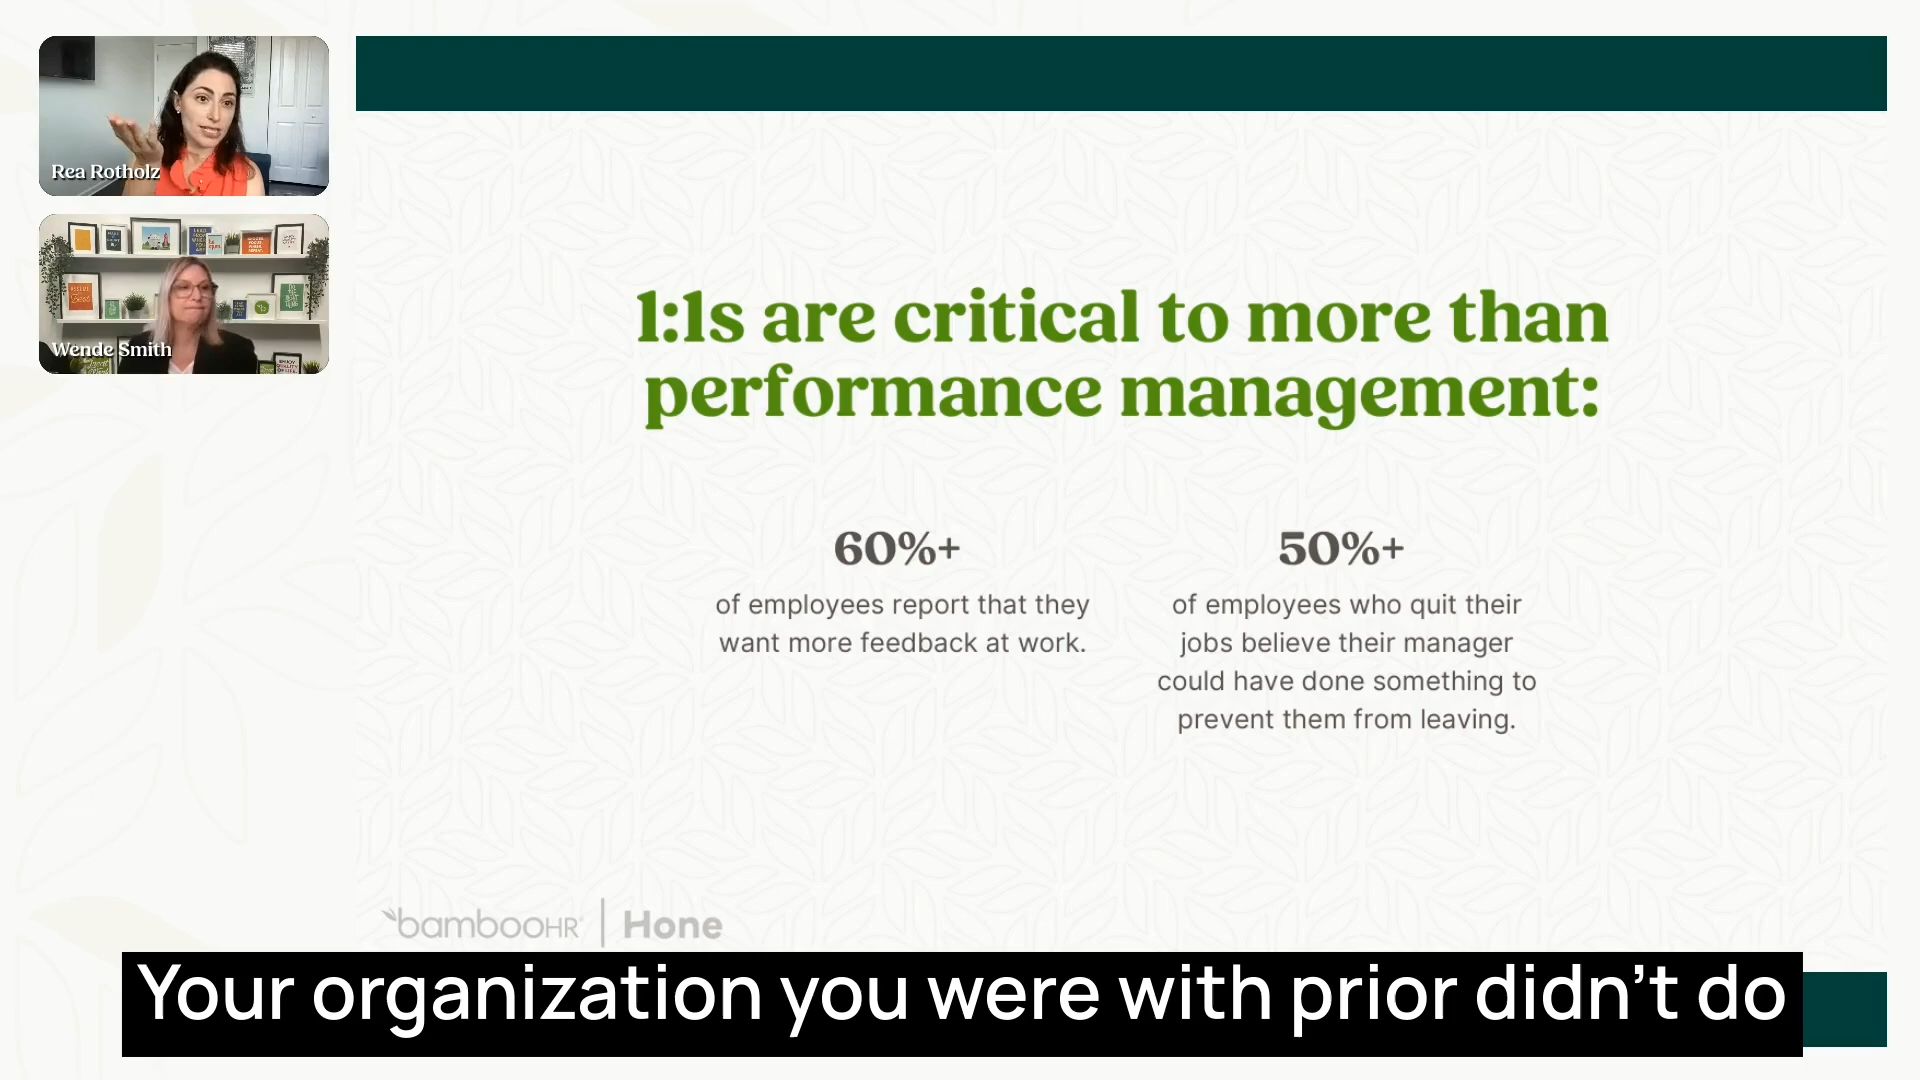 Rea Rotholz
Wende Smith
1:1s are critical to more than
performance management:
60%+
of employees report that they
want more feedback at work.
50%+
of employees who quit their
jobs believe their manager
could have done something to
prevent them from leaving.
bambooHR | Hone
Your organization you were with prior didn’t do